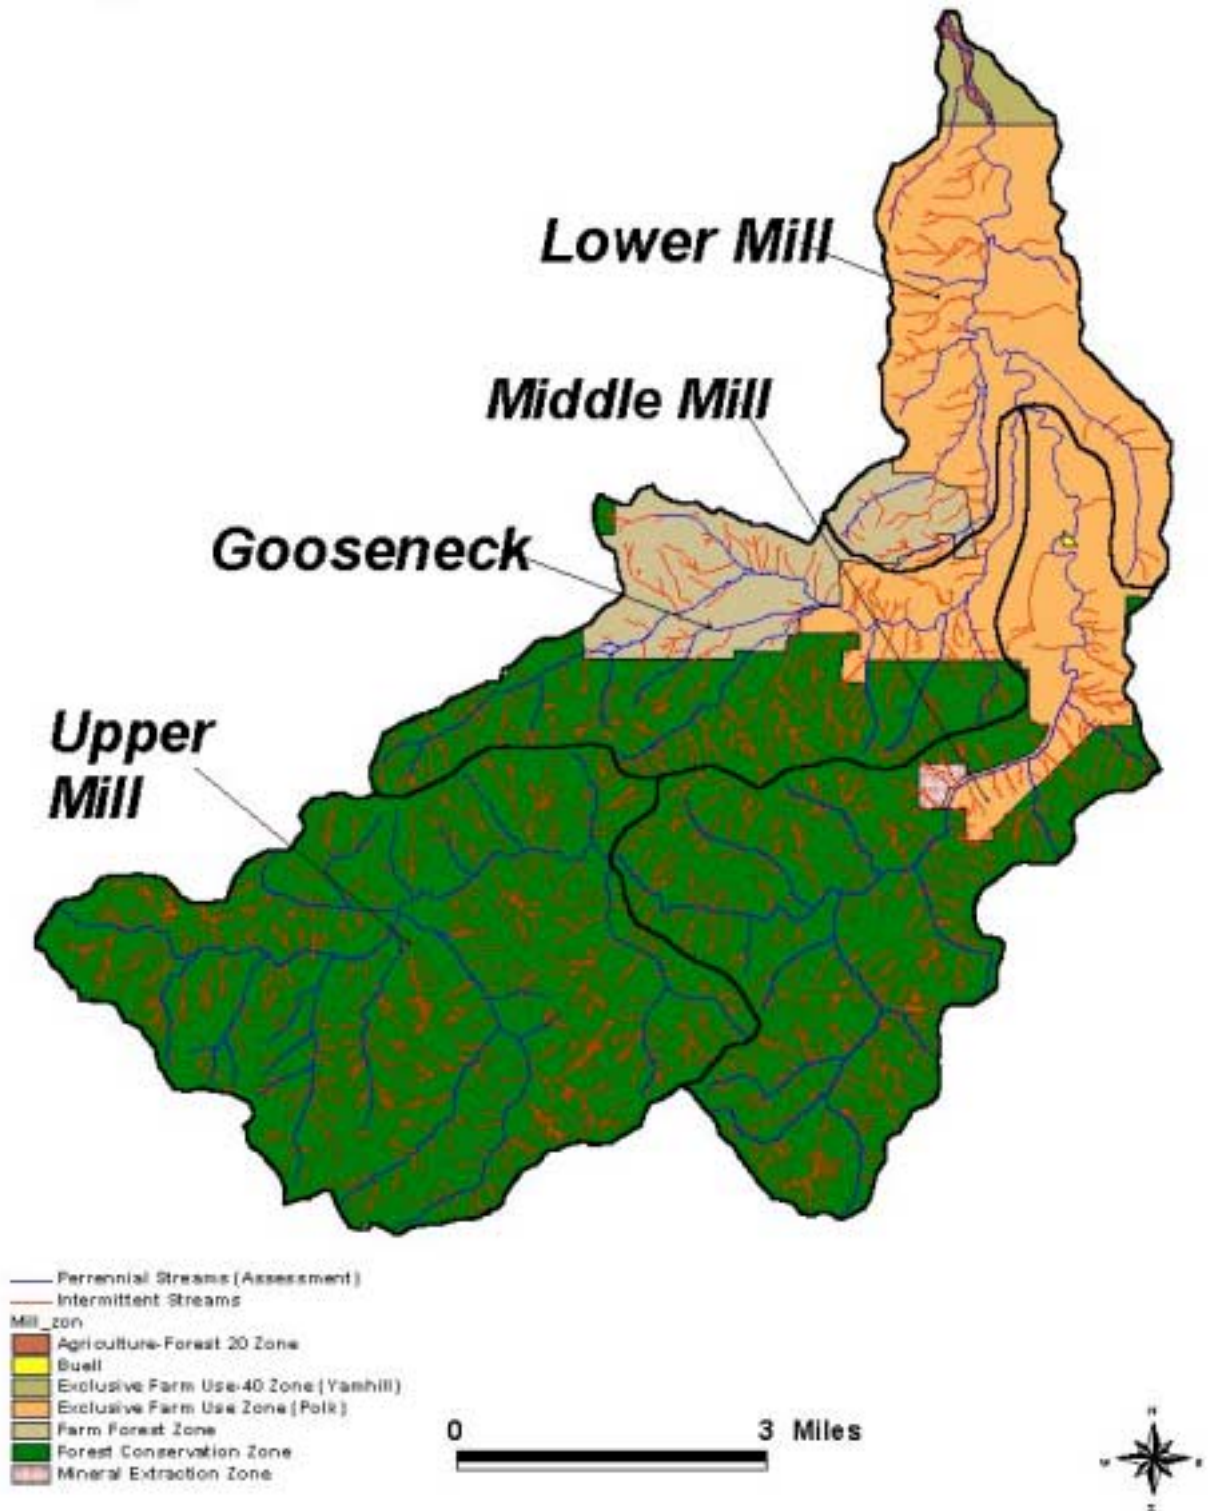 Lower Mill
Middle Mill
Gooseneck
Upper
Mill
Perrennial Streams (Assessment)
Intermittent Streams
Mill_zon
Agriculture-Forest 20 Zone
Buell
Exclusive Farm Use-40 Zone (Yamhill)
Exclusive Farm Use Zone (Polk)
Farm Forest Zone
Forest Conservation Zone
Mineral Extraction Zone
0 3 Miles
N
W E